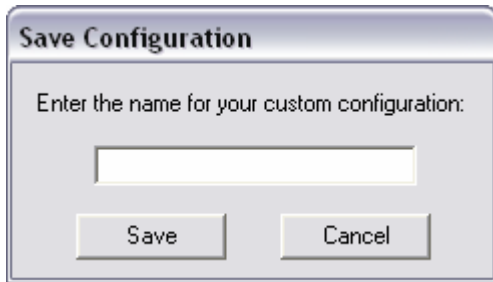 Save Configuration
Enter the name for your custom configuration:
Save Cancel